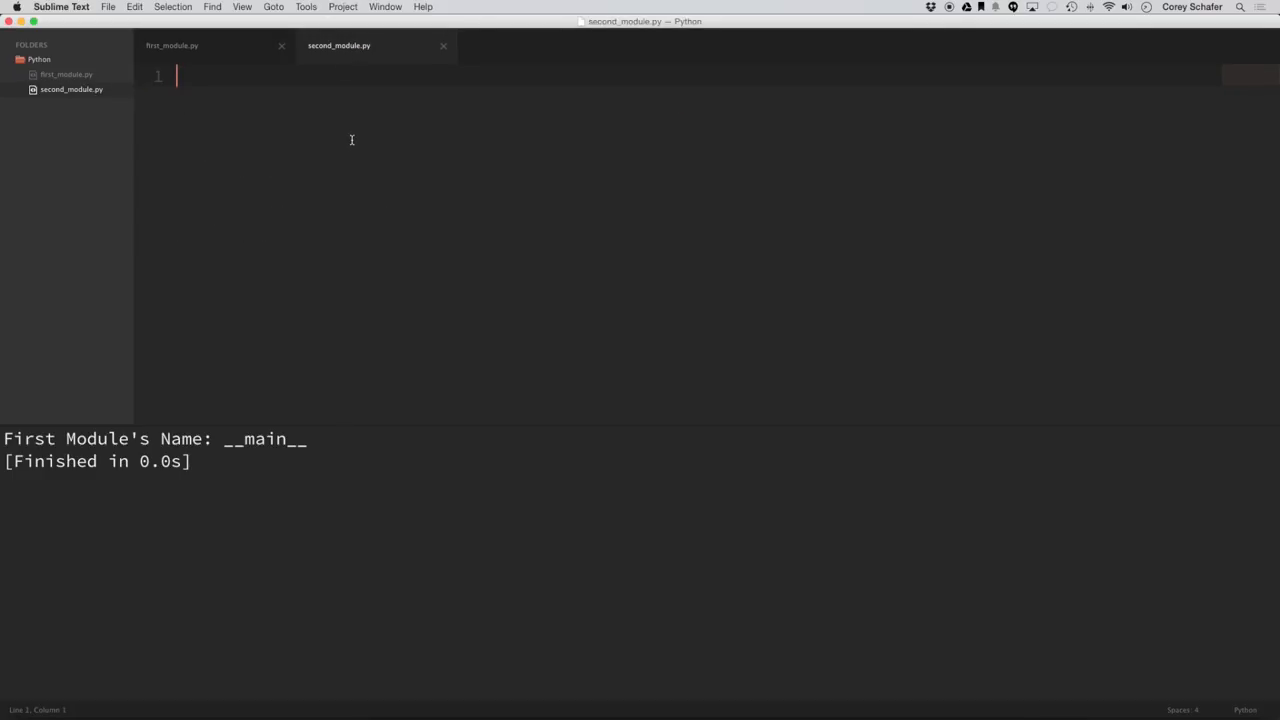 Sublime Text File Edit Selection Find View Goto Tools Project Window Help Corey Schafer
second_module.py — Python
FOLDERS
Python
first_module.py
second_module.py
first_module.py second_module.py
1
First Module's Name: __main__
[Finished in 0.0s]
Line 1, Column 1 Spaces: 4 Python